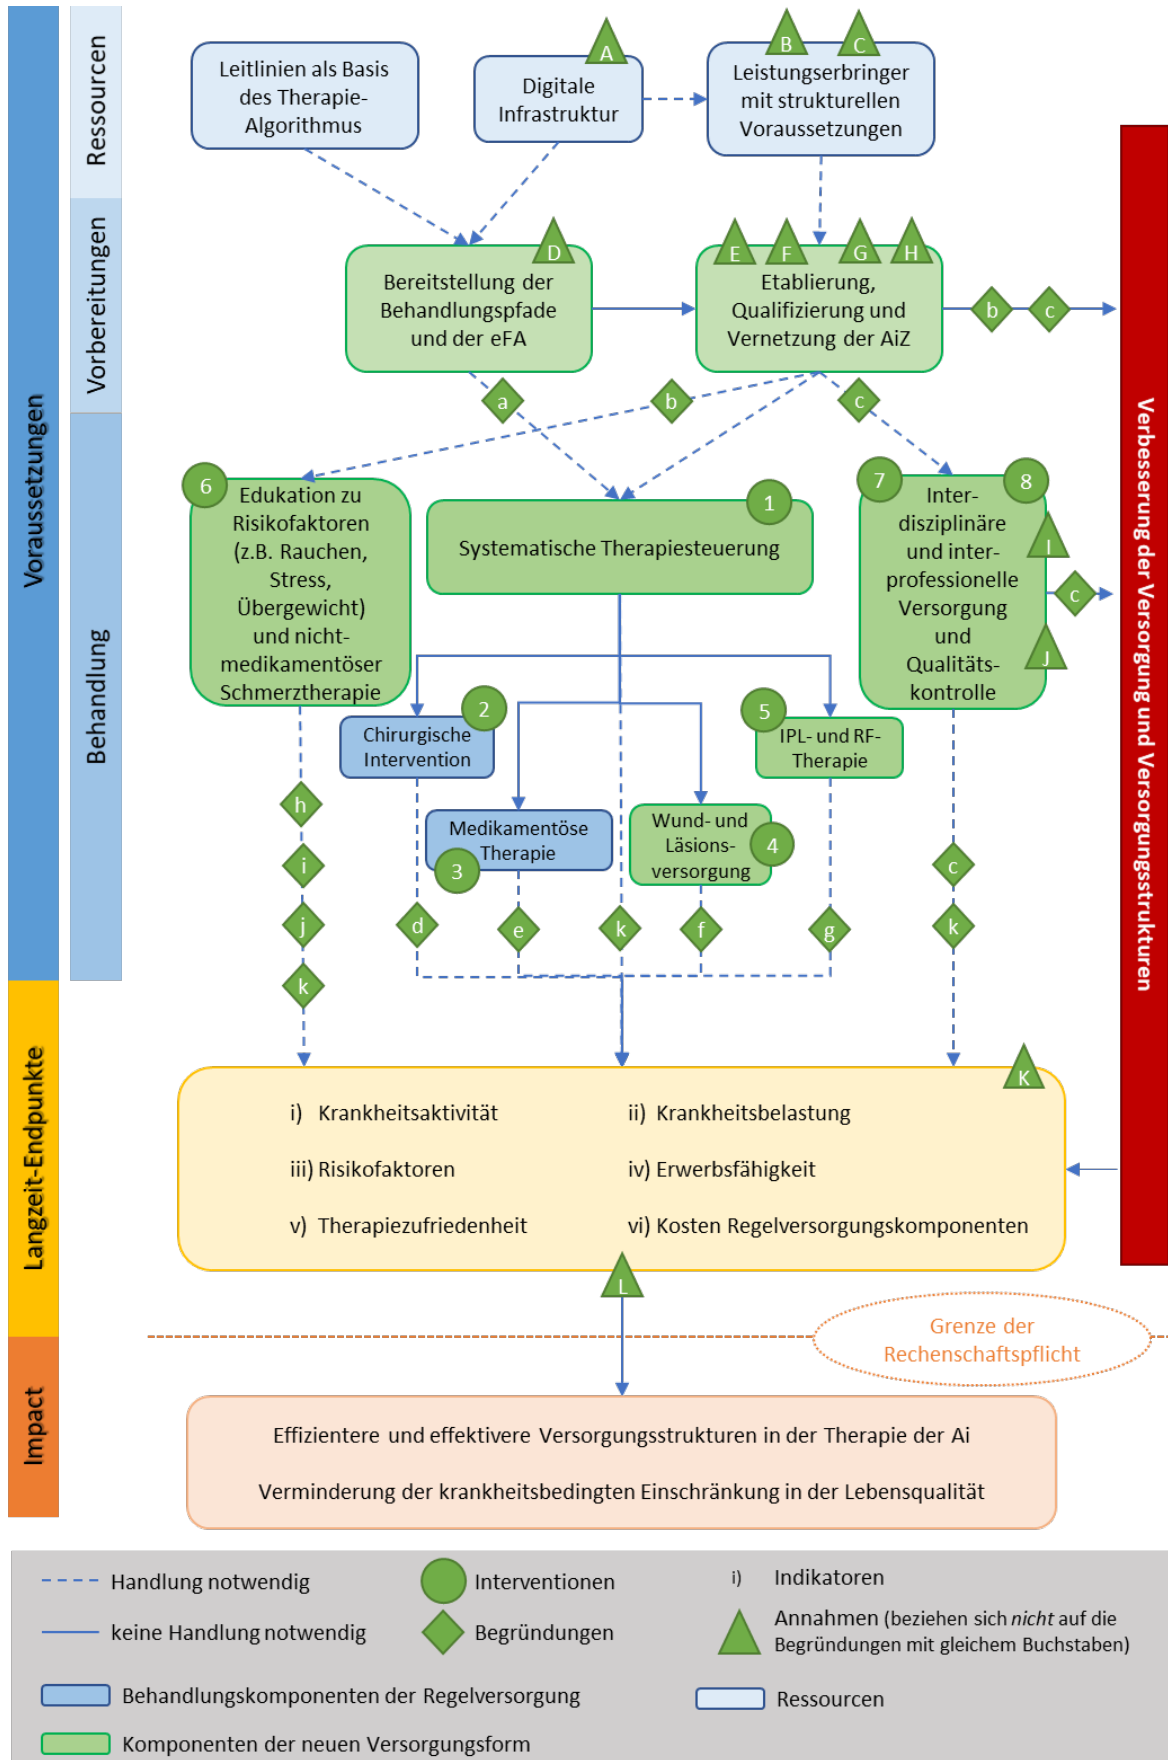 Voraussetzungen
Langzeit-Endpunkte
Impact
Ressourcen
Vorbereitungen
Behandlung
Leitlinien als Basis
des Therapie-
Algorithmus
A
Digitale
Infrastruktur
B
C
Leistungserbringer
mit strukturellen
Voraussetzungen
D
Bereitstellung der
Behandlungspfade
und der eFA
E
F
G
H
Etablierung,
Qualifizierung und
Vernetzung der AiZ
b
c
a
b
c
6
Edukation zu
Risikofaktoren
(z.B. Rauchen,
Stress,
Übergewicht)
und nicht-
medikamentöser
Schmerztherapie
1
Systematische Therapiesteuerung
7
8
Inter-
disziplinäre
und inter-
professionelle
Versorgung
und
Qualitäts-
kontrolle
I
J
c
2
Chirurgische
Intervention
5
IPL- und RF-
Therapie
Medikamentöse
Therapie
3
Wund- und
Läsions-
versorgung
4
h
i
j
k
d
e
k
f
g
c
k
Verbesserung der Versorgung und Versorgungsstrukturen
K
i) Krankheitsaktivität
ii) Krankheitsbelastung
iii) Risikofaktoren
iv) Erwerbsfähigkeit
v) Therapiezufriedenheit
vi) Kosten Regelversorgungskomponenten
L
Grenze der
Rechenschaftspflicht
Effizientere und effektivere Versorgungsstrukturen in der Therapie der Ai
Verminderung der krankheitsbedingten Einschränkung in der Lebensqualität
Handlung notwendig
Interventionen
i) Indikatoren
keine Handlung notwendig
Begründungen
Annahmen (beziehen sich nicht auf die
Begründungen mit gleichem Buchstaben)
Behandlungskomponenten der Regelversorgung
Ressourcen
Komponenten der neuen Versorgungsform